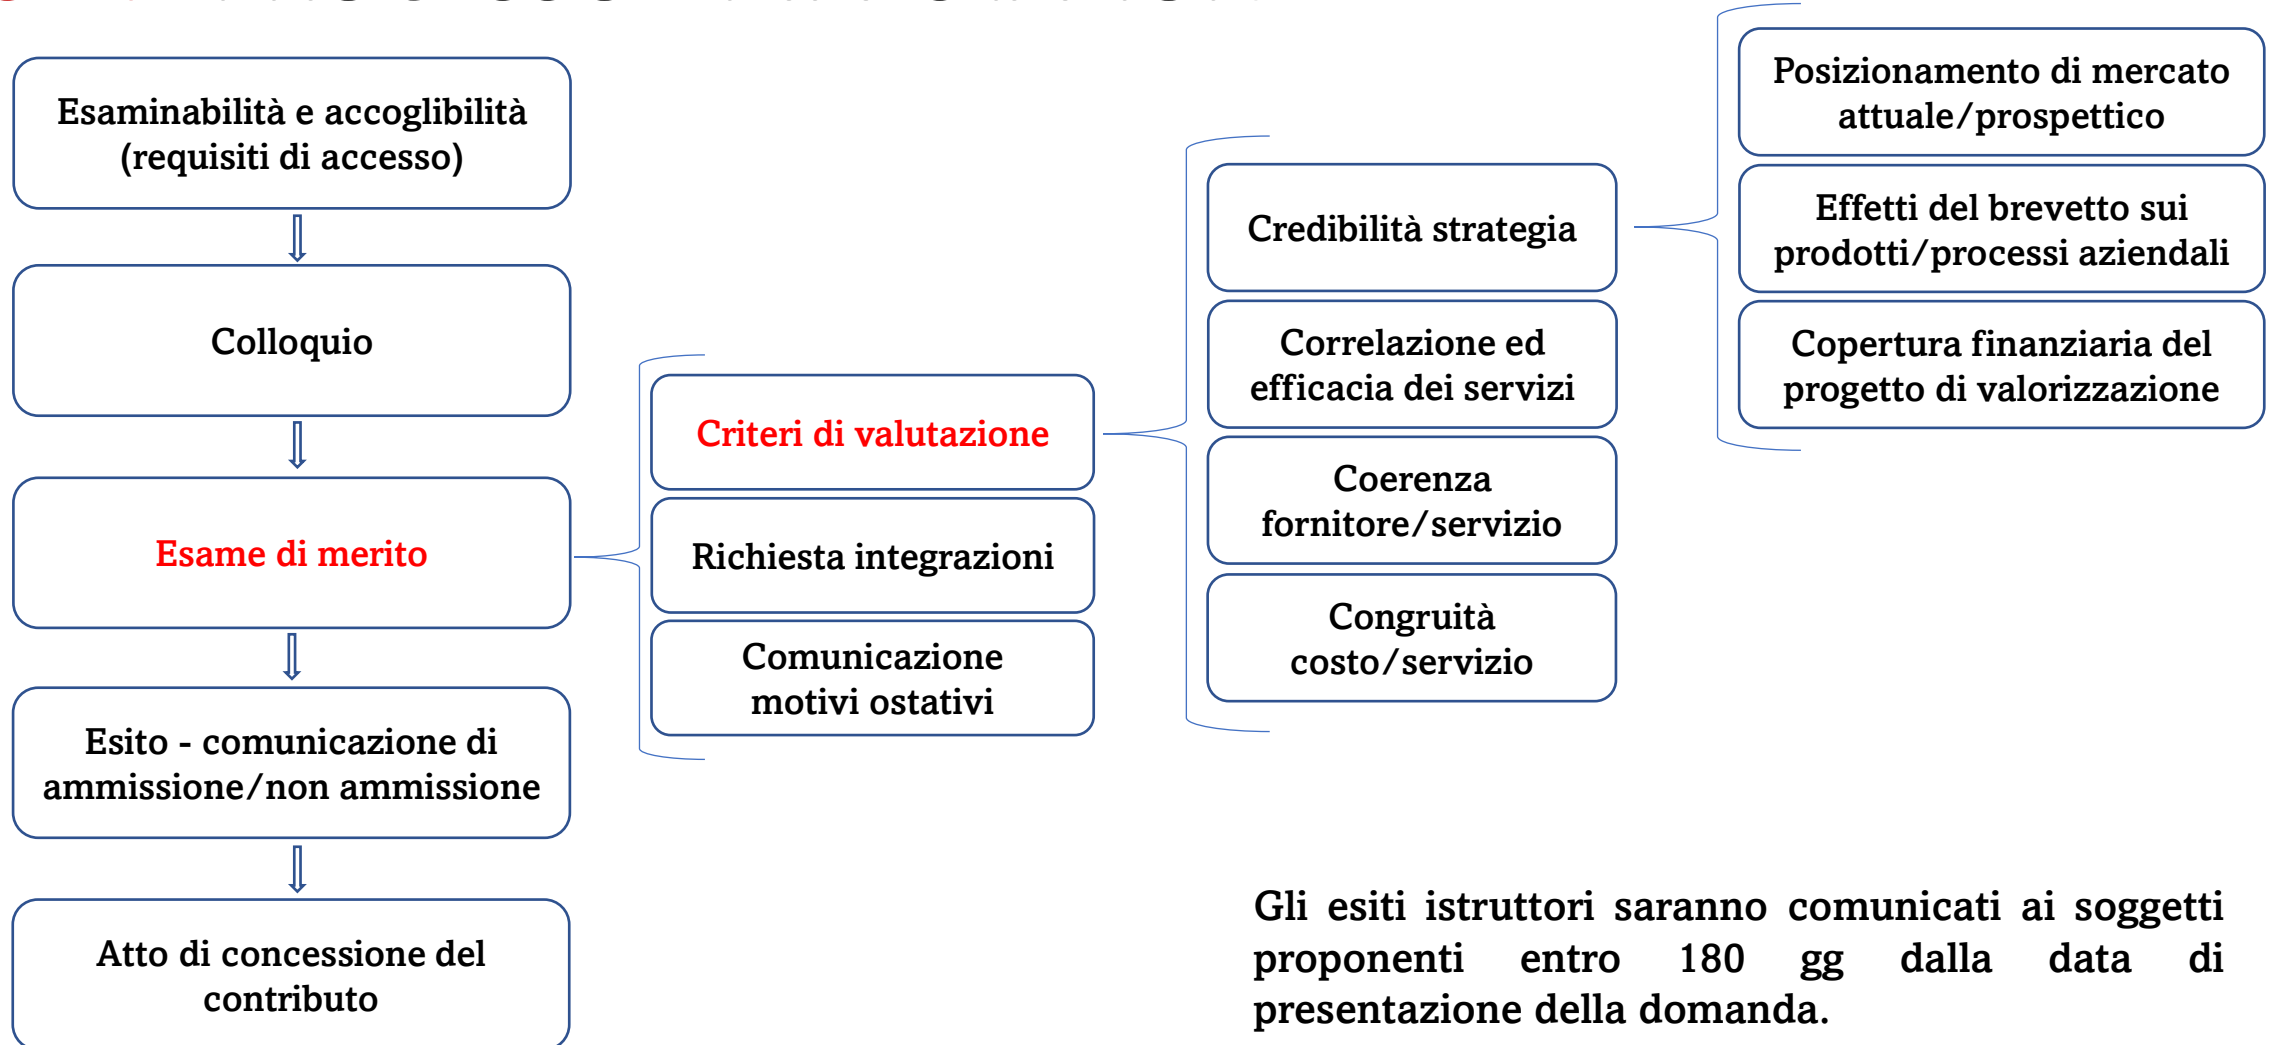 Esaminabilità e accoglibilità
(requisiti di accesso)
Colloquio
Esame di merito
Esito - comunicazione di
ammissione/non ammissione
Atto di concessione del
contributo
Criteri di valutazione
Richiesta integrazioni
Comunicazione
motivi ostativi
Credibilità strategia
Correlazione ed
efficacia dei servizi
Coerenza
fornitore/servizio
Congruità
costo/servizio
Posizionamento di mercato
attuale/prospettico
Effetti del brevetto sui
prodotti/processi aziendali
Copertura finanziaria del
progetto di valorizzazione
Gli esiti istruttori saranno comunicati ai soggetti
proponenti entro 180 gg dalla data di
presentazione della domanda.